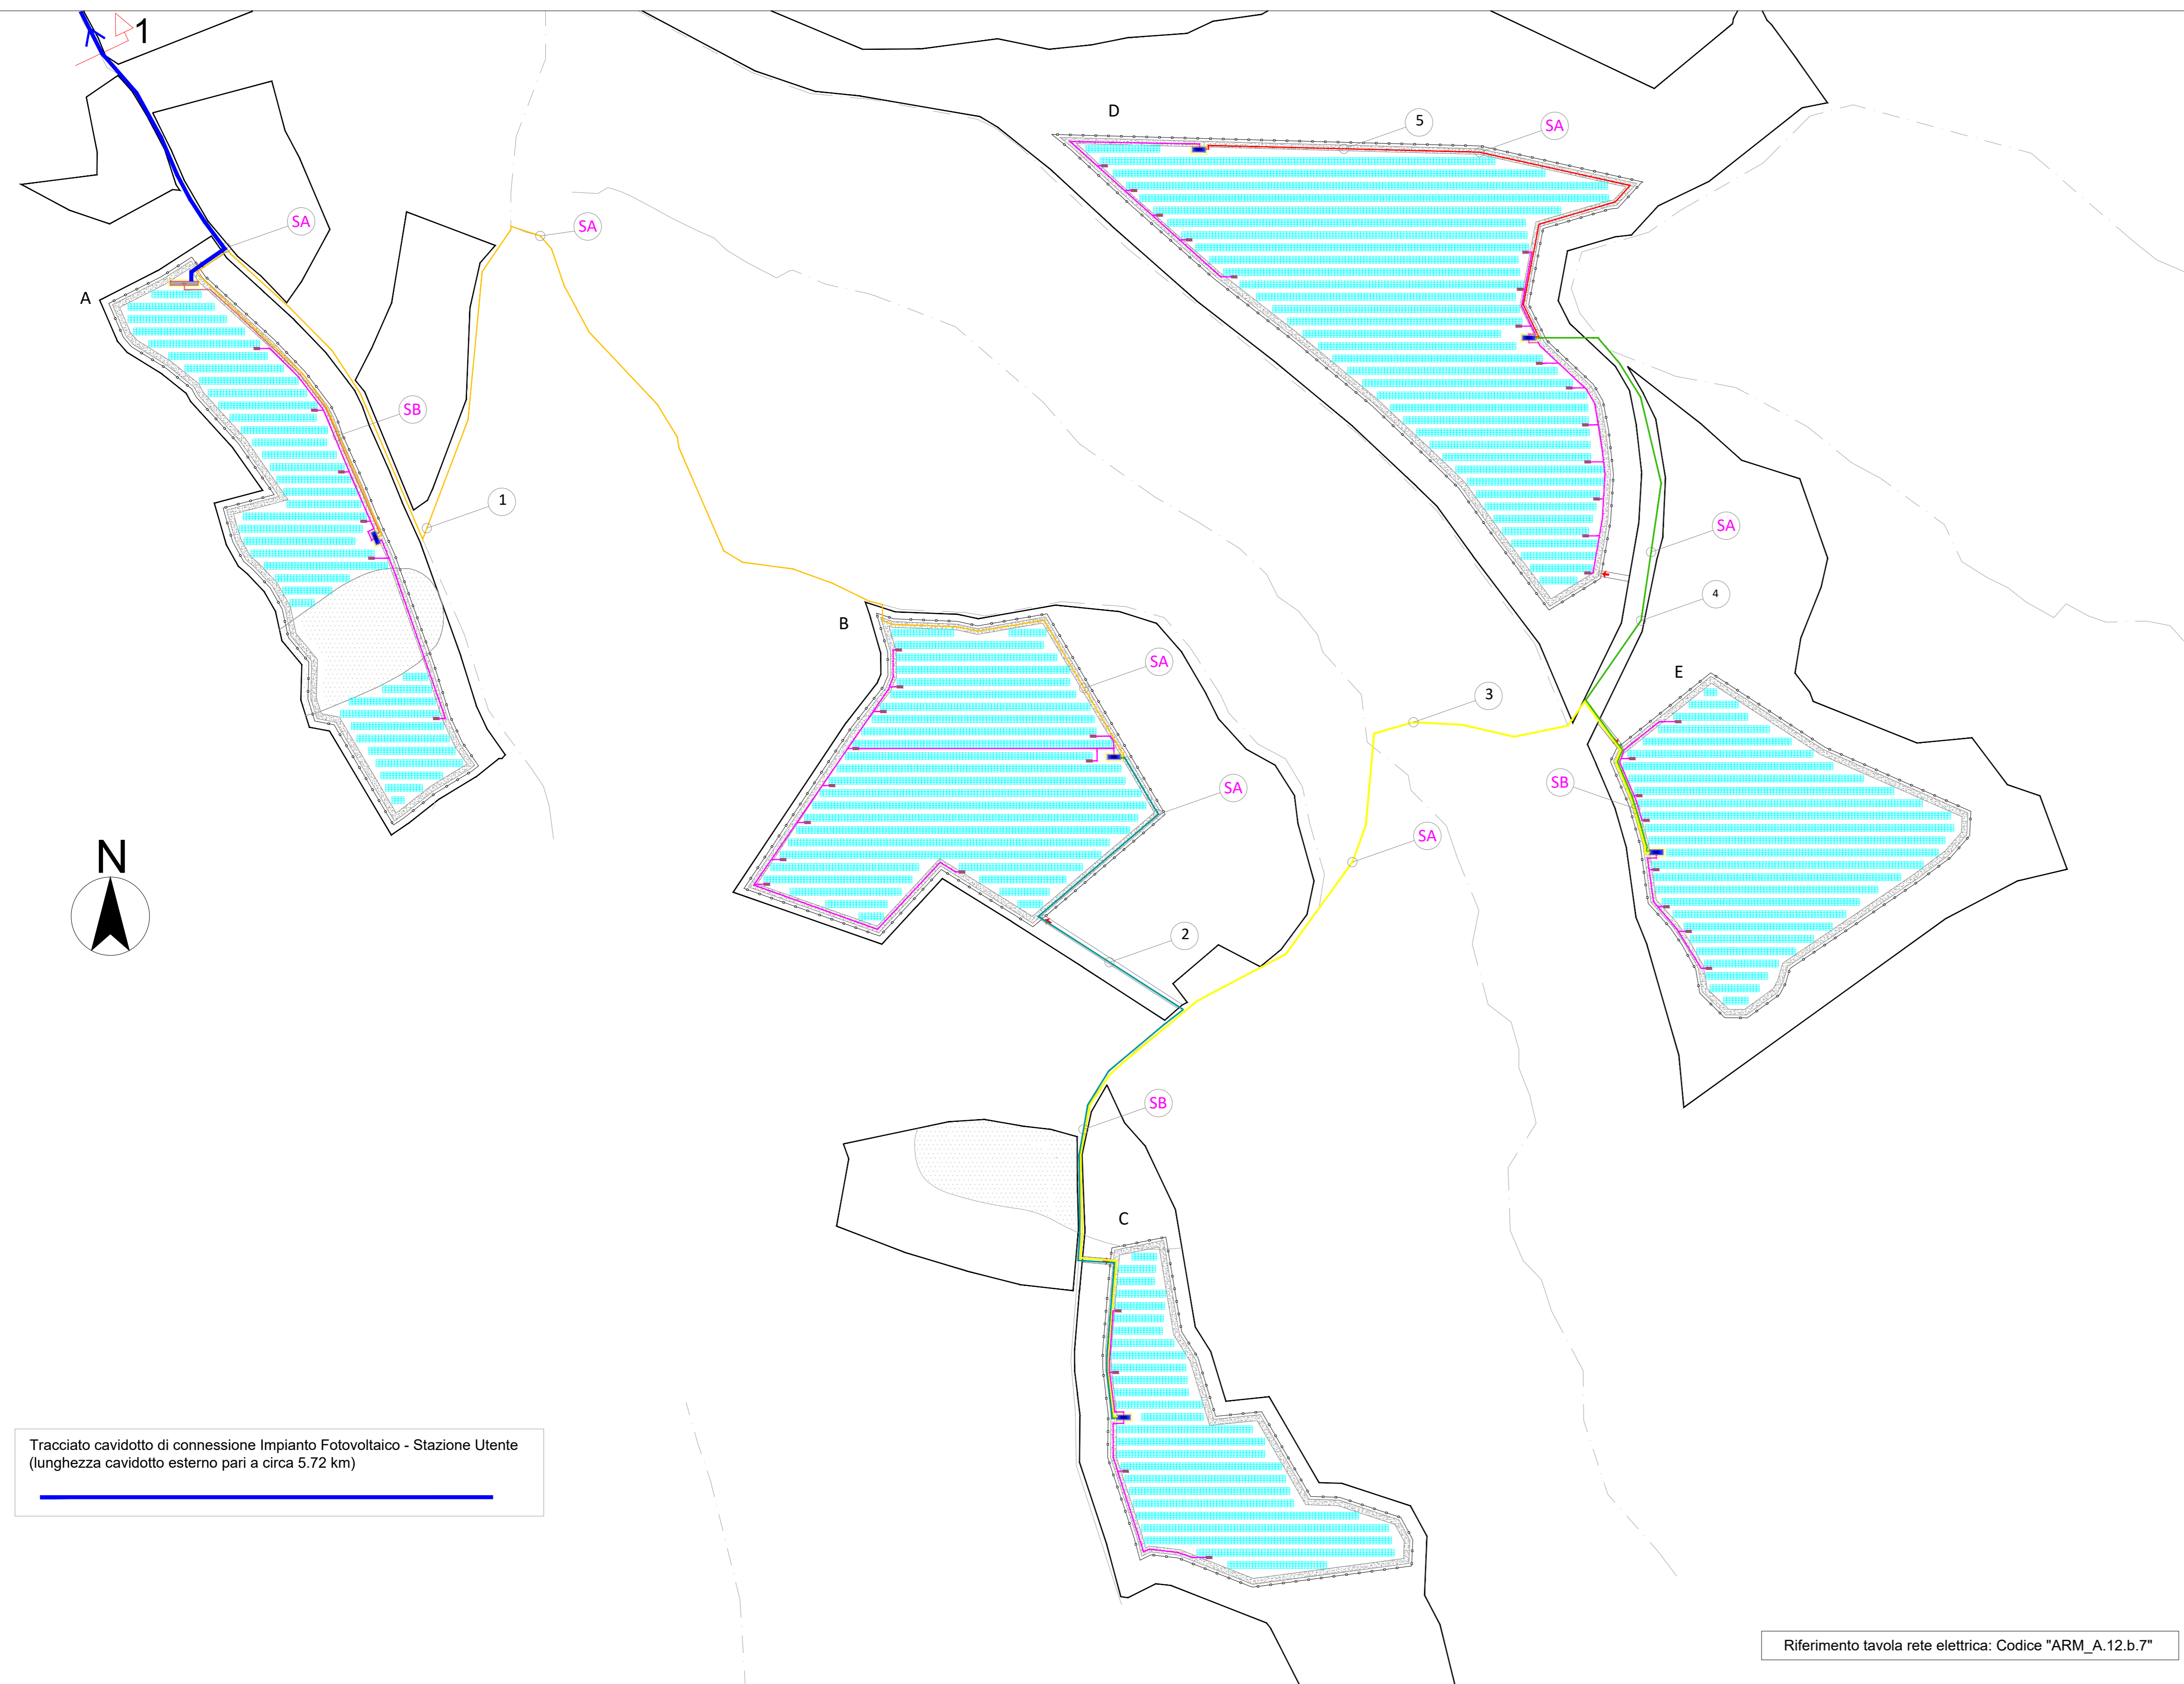 1
D
5
SA
SA
SA
A
SB
1
SA
4
B
SA
E
3
SB
SA
SA
N
2
SB
C
Tracciato cavidotto di connessione Impianto Fotovoltaico - Stazione Utente
(lunghezza cavidotto esterno pari a circa 5.72 km)
Riferimento tavola rete elettrica: Codice "ARM_A.12.b.7"